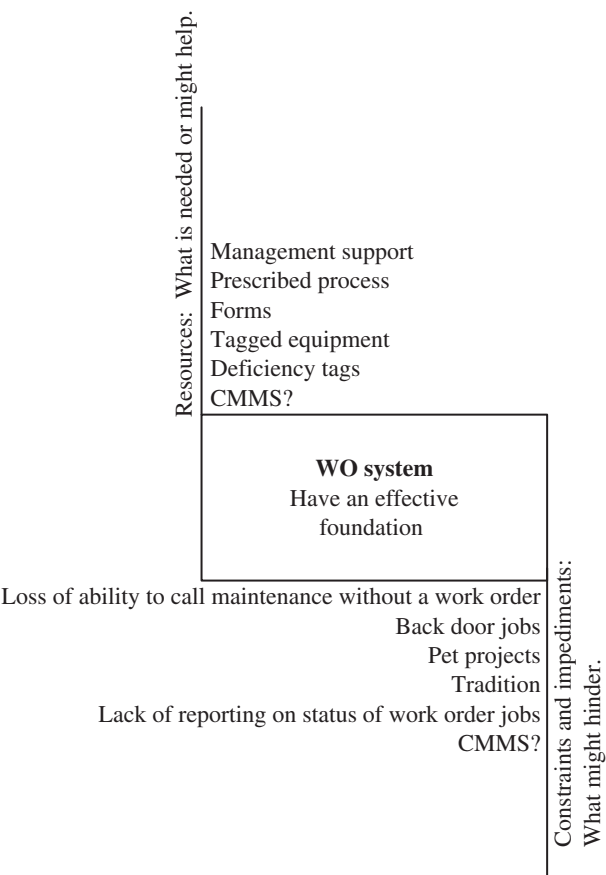 Resources: What is needed or might help.
Management support
Prescribed process
Forms
Tagged equipment
Deficiency tags
CMMS?
WO system
Have an effective
foundation
Loss of ability to call maintenance without a work order
Back door jobs
Pet projects
Tradition
Lack of reporting on status of work order jobs
CMMS?
Constraints and impediments:
What might hinder.